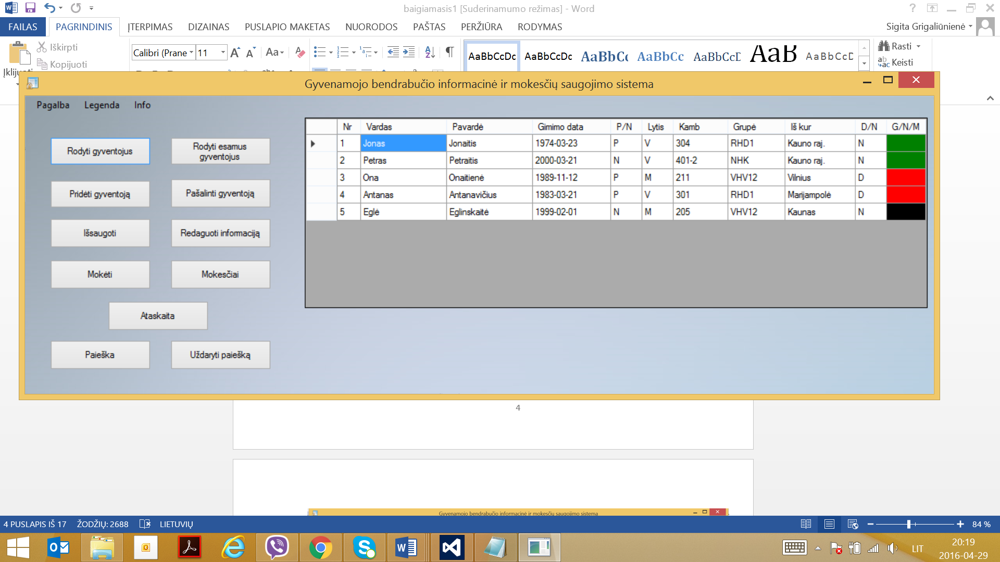 baigiamasis1 [Suderinamumo režimas] - Word
FAILAS PAGRINDINIS ĮTERPIMAS DIZAINAS PUSLAPIO MAKETAS NUORODOS PAŠTAS PERŽIŪRA RODYMAS Sigita Grigaliūnienė
Iškirpti
Kopijuoti
Calibri (Prane 11
Aa
AaBbCcDc AaBbCcDc AaBbCc AaBbCc AaBbCcD AaB AaBbCcD
Rasti
Keisti
Gyvenamojo bendrabučio informacinė ir mokesčių saugojimo sistema
Pagalba Legenda Info
Rodyti gyventojus
Rodyti esamus
gyventojus
Pridėti gyventoją
Pašalinti gyventoją
Išsaugoti
Redaguoti informaciją
Mokėti
Mokesčiai
Ataskaita
Paieška
Uždaryti paiešką
Nr Vardas Pavardė Gimimo data P/N Lytis Kamb Grupė Iš kur D/N G/N/M
1 Jonas Jonaitis 1974-03-23 P V 304 RHD1 Kauno raj. N
2 Petras Petraitis 2000-03-21 N V 401-2 NHK Kauno raj. N
3 Ona Onaitienė 1989-11-12 P M 211 VHV12 Vilnius D
4 Antanas Antanavičius 1983-03-21 P V 301 RHD1 Marijampolė D
5 Eglė Eglinskaitė 1999-02-01 N M 205 VHV12 Kaunas N
4
Gyvenamojo bendrabučio informacinė ir mokesčių saugojimo sistema
4 PUSLAPIS IŠ 17 ŽODŽIŲ: 2688 LIETUVIŲ 84 %
LIT
20:19
2016-04-29